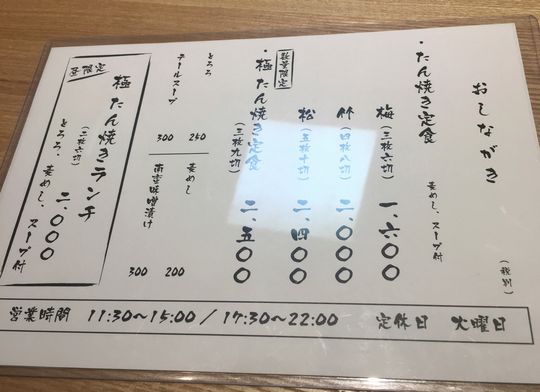 おしながき
(税別)
・たん焼き定食
麦めし、スープ付
梅(三枚六切) 一、六〇〇
竹(四枚八切) 二、〇〇〇
松(五枚十切) 二、四〇〇
数量限定
・極たん焼き定食
(三枚九切) 二、五〇〇
とろろ 250
テールスープ 300
麦めし 200
南蛮味噌漬け 300
昼限定
極たん焼きランチ
(二枚六切) 二、〇〇〇
とろろ、麦めし、スープ付
営業時間 11:30~15:00 / 17:30~22:00 定休日 火曜日